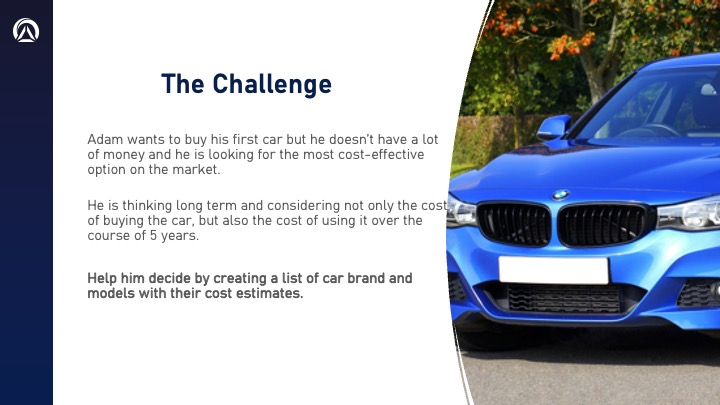 The Challenge
Adam wants to buy his first car but he doesn't have a lot
of money and he is looking for the most cost-effective
option on the market.
He is thinking long term and considering not only the cost
of buying the car, but also the cost of using it over the
course of 5 years.
Help him decide by creating a list of car brand and
models with their cost estimates.